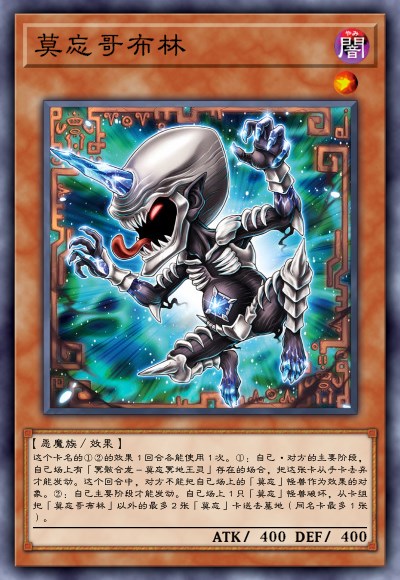 莫忘哥布林
やみ
闇
【恶魔族/效果】
这个卡名的①②的效果1回合各能使用1次。①:自己·对方的主要阶段,
自己场上有「冥骸合龙-莫忘冥地王灵」存在的场合,把这张卡从手卡丢弃
才能发动。这个回合中,对方不能把自己场上的「莫忘」怪兽作为效果的对
象。②:自己主要阶段才能发动。自己场上1只「莫忘」怪兽破坏,从卡组
把「莫忘哥布林」以外的最多2张「莫忘」卡送去墓地(同名卡最多1张
)。
ATK/ 400 DEF/ 400